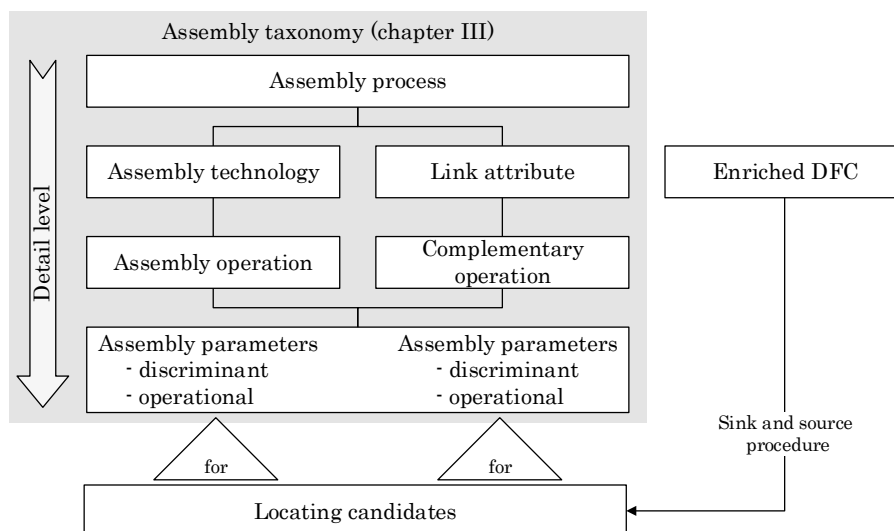 Assembly taxonomy (chapter III)
Assembly process
Assembly technology
Link attribute
Enriched DFC
Detail level
Assembly operation
Complementary
operation
Assembly parameters
- discriminant
- operational
Assembly parameters
- discriminant
- operational
Sink and source
procedure
for
for
Locating candidates